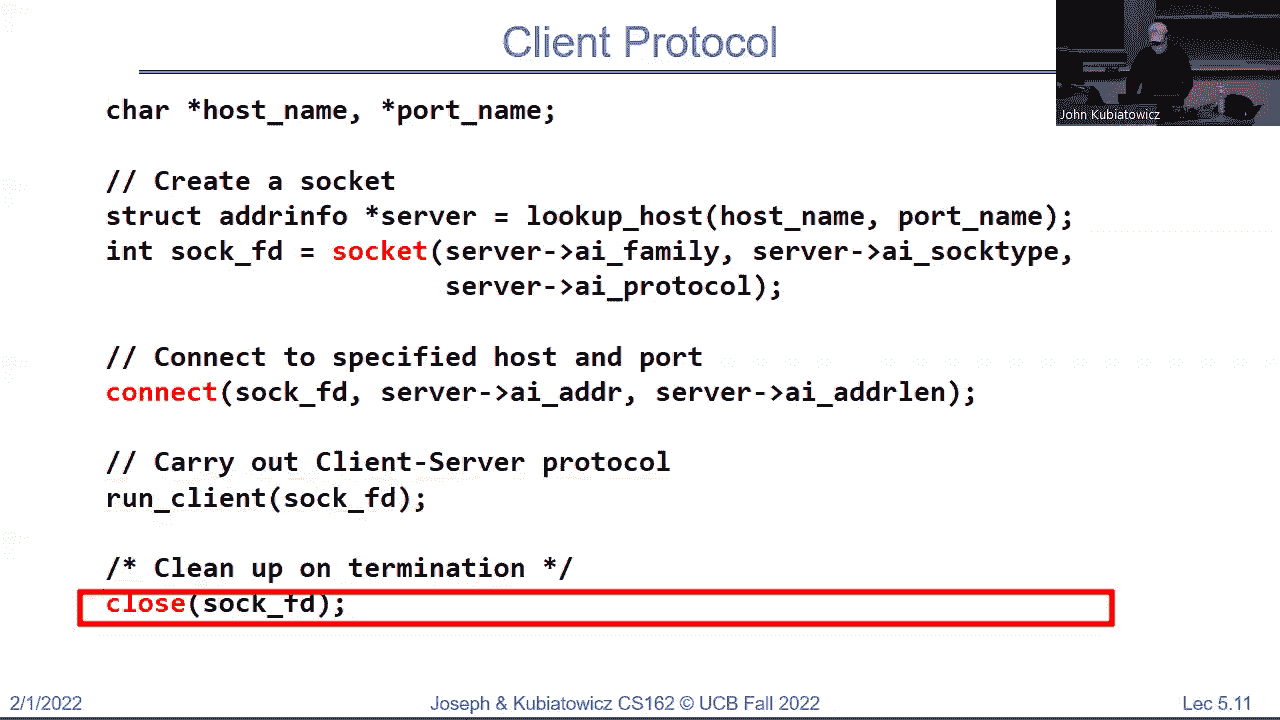 Client Protocol
John Kubiatowicz
char *host_name, *port_name;
// Create a socket
struct addrinfo *server = lookup_host(host_name, port_name);
int sock_fd = socket(server->ai_family, server->ai_socktype,
server->ai_protocol);
// Connect to specified host and port
connect(sock_fd, server->ai_addr, server->ai_addrlen);
// Carry out Client-Server protocol
run_client(sock_fd);
/* Clean up on termination */
close(sock_fd);
2/1/2022
Joseph & Kubiatowicz CS162 © UCB Fall 2022
Lec 5.11